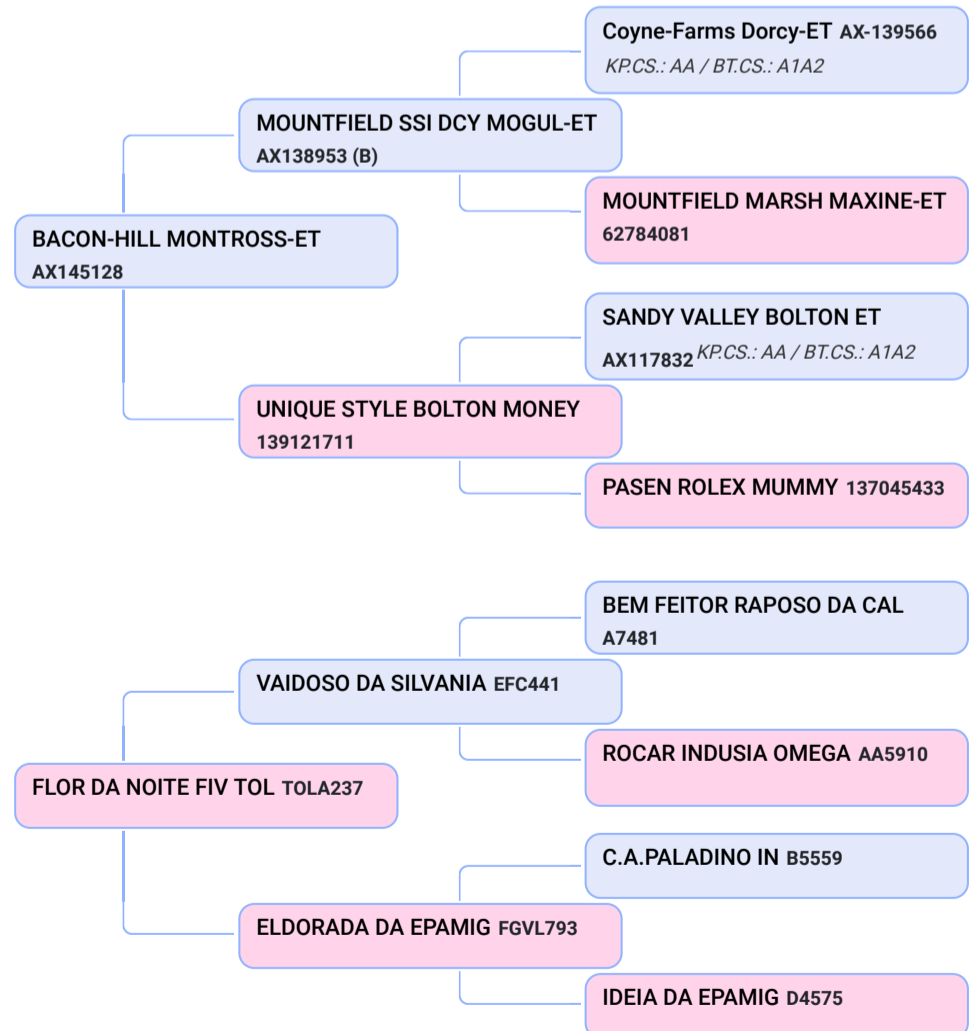 Coyne-Farms Dorcy-ET AX-139566
KP.CS.: AA / BT.CS.: A1A2
MOUNTFIELD SSI DCY MOGUL-ET
AX138953 (B)
MOUNTFIELD MARSH MAXINE-ET
62784081
BACON-HILL MONTROSS-ET
AX145128
SANDY VALLEY BOLTON ET
AX117832 KP.CS.: AA / BT.CS.: A1A2
UNIQUE STYLE BOLTON MONEY
139121711
PASEN ROLEX MUMMY 137045433
BEM FEITOR RAPOSO DA CAL
A7481
VAIDOSO DA SILVANIA EFC441
ROCAR INDUSIA OMEGA AA5910
FLOR DA NOITE FIV TOL TOLA237
C.A.PALADINO IN B5559
ELDORADA DA EPAMIG FGVL793
IDEIA DA EPAMIG D4575